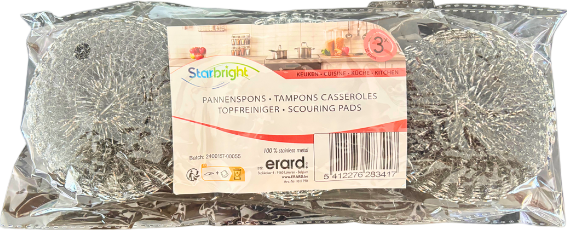 3
Starbright
KEUKEN • CUISINE • KÜCHE • KITCHEN
PANNENSPONS • TAMPONS CASSEROLES
TOPFREINIGER • SCOURING PADS
100% stainless metal
erard
5 412276 283417